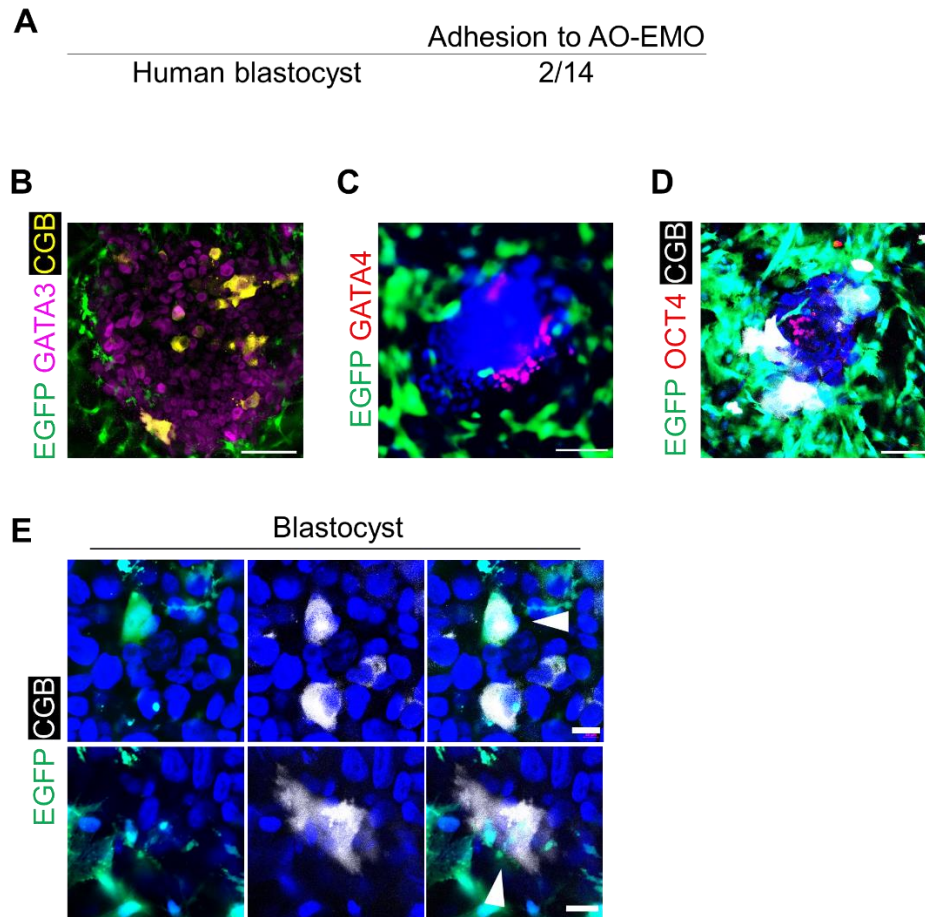 A
Adhesion to AO-EMO
Human blastocyst 2/14
B
EGFP GATA3 CGB
C
EGFP GATA4
D
EGFP OCT4 CGB
E
Blastocyst
EGFP CGB